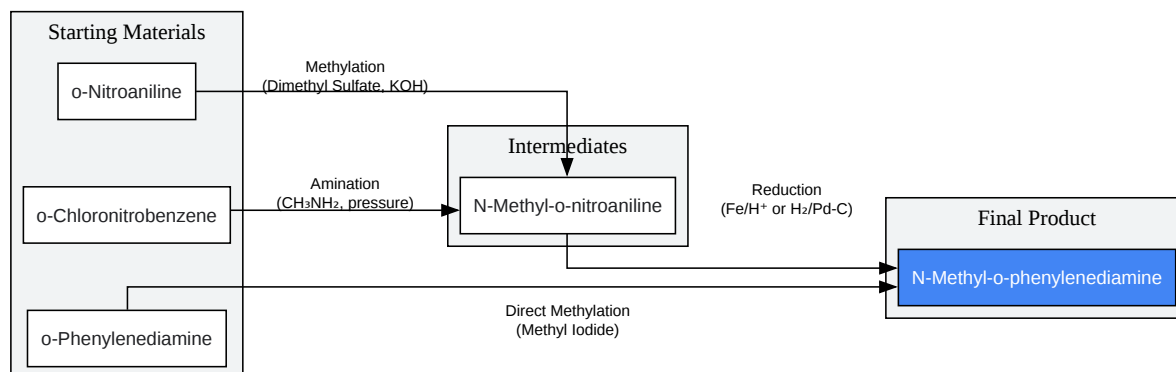 Starting Materials
o-Nitroaniline
Methylation
(Dimethyl Sulfate, KOH)
Intermediates
o-Chloronitrobenzene
Amination
(CH₃NH₂, pressure)
N-Methyl-o-nitroaniline
Reduction
(Fe/H⁺ or H₂/Pd-C)
Final Product
N-Methyl-o-phenylenediamine
o-Phenylenediamine
Direct Methylation
(Methyl Iodide)